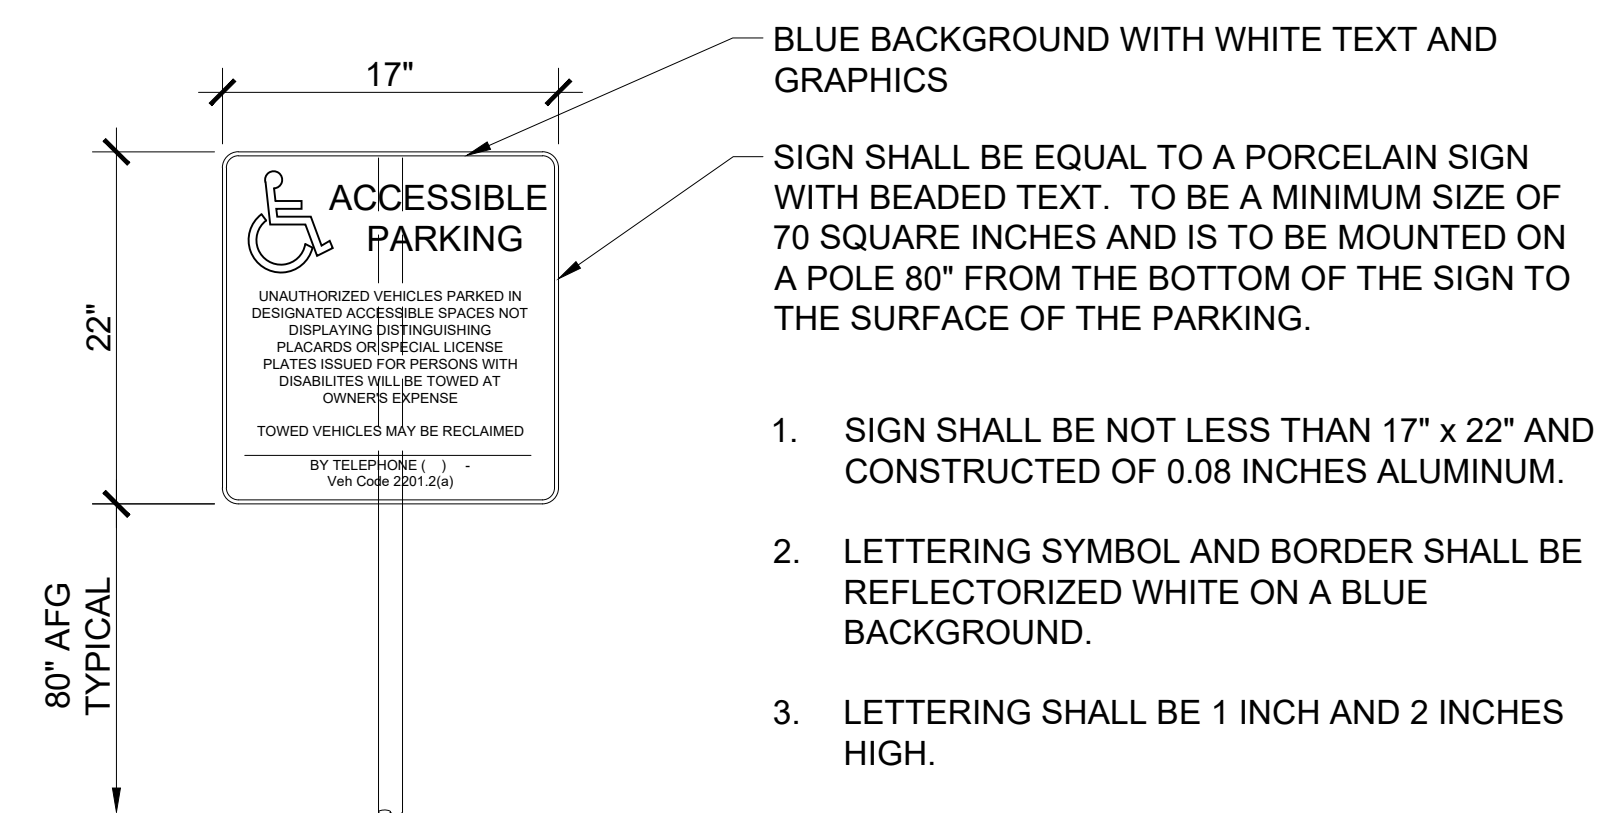 17"
22"
80" AFG
TYPICAL
ACCESSIBLE
PARKING
UNAUTHORIZED VEHICLES PARKED IN
DESIGNATED ACCESSIBLE SPACES NOT
DISPLAYING DISTINGUISHING
PLACARDS OR SPECIAL LICENSE
PLATES ISSUED FOR PERSONS WITH
DISABILITES WILL BE TOWED AT
OWNER'S EXPENSE
TOWED VEHICLES MAY BE RECLAIMED
BY TELEPHONE (   )   -
Veh Code 2201.2(a)
BLUE BACKGROUND WITH WHITE TEXT AND
GRAPHICS
SIGN SHALL BE EQUAL TO A PORCELAIN SIGN
WITH BEADED TEXT.  TO BE A MINIMUM SIZE OF
70 SQUARE INCHES AND IS TO BE MOUNTED ON
A POLE 80" FROM THE BOTTOM OF THE SIGN TO
THE SURFACE OF THE PARKING.
1. SIGN SHALL BE NOT LESS THAN 17" x 22" AND
CONSTRUCTED OF 0.08 INCHES ALUMINUM.
2. LETTERING SYMBOL AND BORDER SHALL BE
REFLECTORIZED WHITE ON A BLUE
BACKGROUND.
3. LETTERING SHALL BE 1 INCH AND 2 INCHES
HIGH.